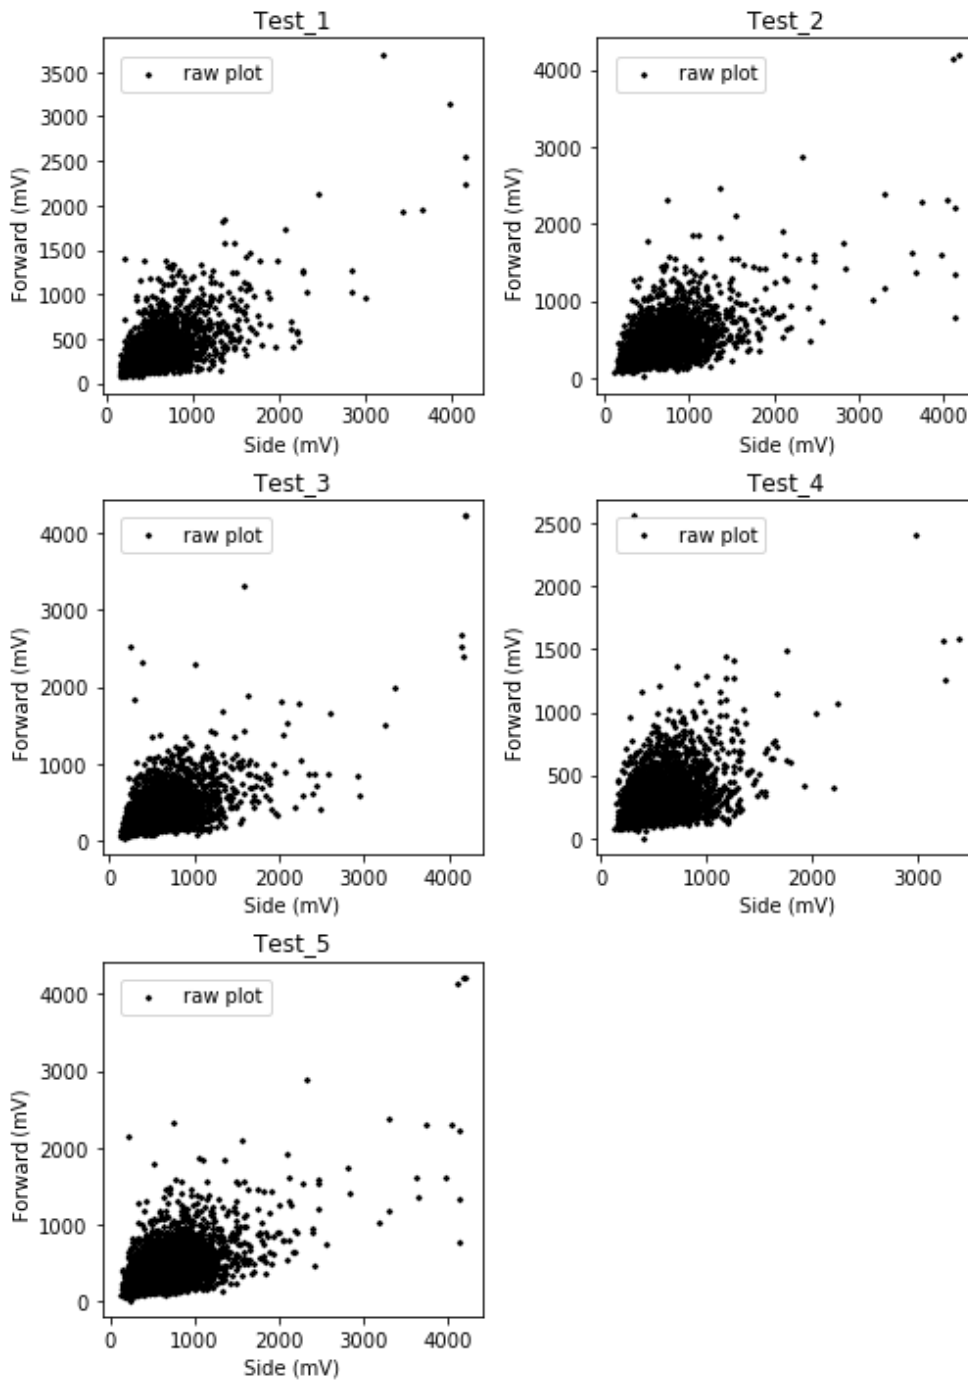 Test_1
3500
3000
2500
2000
1500
1000
500
0
Forward (mV)
raw plot
0 1000 2000 3000 4000
Side (mV)
Test_2
4000
3000
2000
1000
0
Forward (mV)
raw plot
0 1000 2000 3000 4000
Side (mV)
Test_3
4000
3000
2000
1000
0
Forward (mV)
raw plot
0 1000 2000 3000 4000
Side (mV)
Test_4
2500
2000
1500
1000
500
0
Forward (mV)
raw plot
0 1000 2000 3000
Side (mV)
Test_5
4000
3000
2000
1000
0
Forward (mV)
raw plot
0 1000 2000 3000 4000
Side (mV)